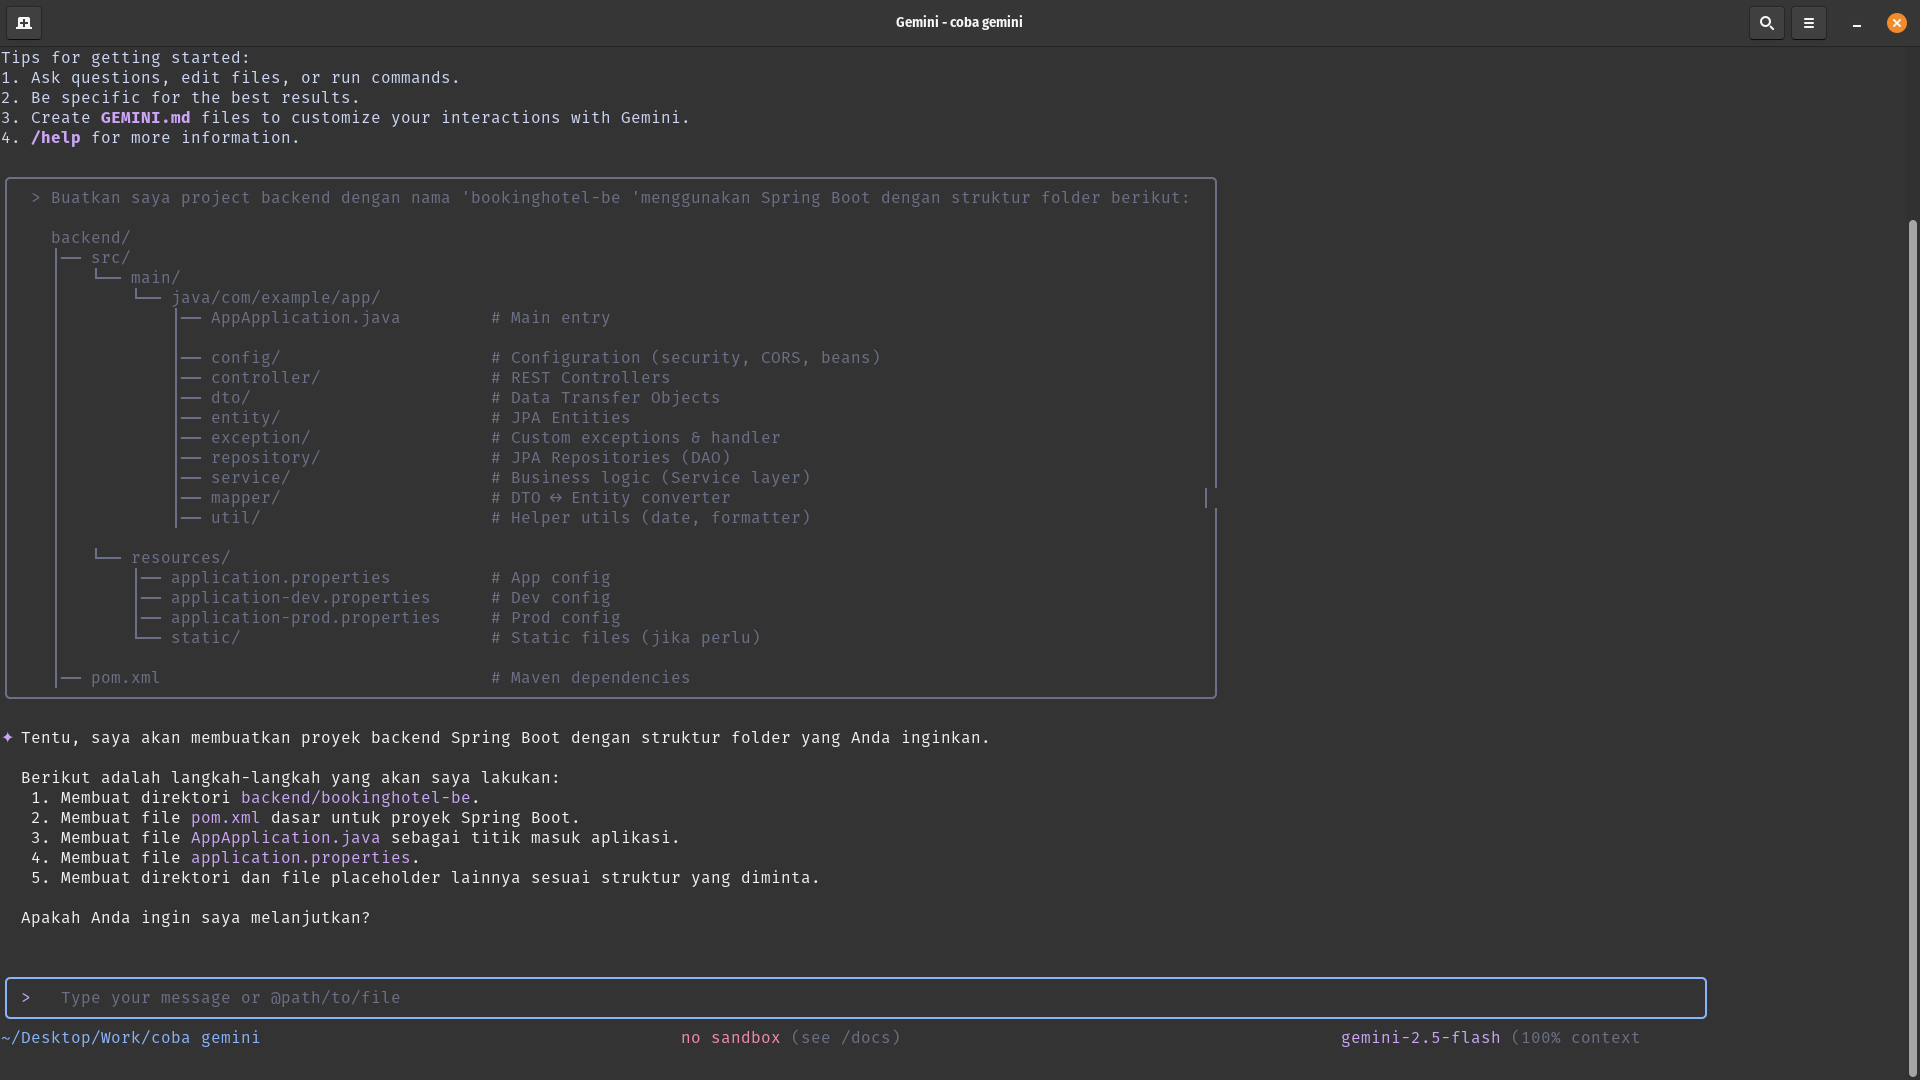 Gemini - coba gemini
Tips for getting started:
1. Ask questions, edit files, or run commands.
2. Be specific for the best results.
3. Create GEMINI.md files to customize your interactions with Gemini.
4. /help for more information.
> Buatkan saya project backend dengan nama 'bookinghotel-be 'menggunakan Spring Boot dengan struktur folder berikut:
backend/
├── src/
└── main/
└── java/com/example/app/
├── AppApplication.java # Main entry
├── config/ # Configuration (security, CORS, beans)
├── controller/ # REST Controllers
├── dto/ # Data Transfer Objects
├── entity/ # JPA Entities
├── exception/ # Custom exceptions & handler
├── repository/ # JPA Repositories (DAO)
├── service/ # Business logic (Service layer)
├── mapper/ # DTO ↔ Entity converter
├── util/ # Helper utils (date, formatter)
└── resources/
├── application.properties # App config
├── application-dev.properties # Dev config
├── application-prod.properties # Prod config
└── static/ # Static files (jika perlu)
├── pom.xml # Maven dependencies
✦ Tentu, saya akan membuatkan proyek backend Spring Boot dengan struktur folder yang Anda inginkan.
Berikut adalah langkah-langkah yang akan saya lakukan:
1. Membuat direktori backend/bookinghotel-be.
2. Membuat file pom.xml dasar untuk proyek Spring Boot.
3. Membuat file AppApplication.java sebagai titik masuk aplikasi.
4. Membuat file application.properties.
5. Membuat direktori dan file placeholder lainnya sesuai struktur yang diminta.
Apakah Anda ingin saya melanjutkan?
> Type your message or @path/to/file
~/Desktop/Work/coba gemini no sandbox (see /docs) gemini-2.5-flash (100% context